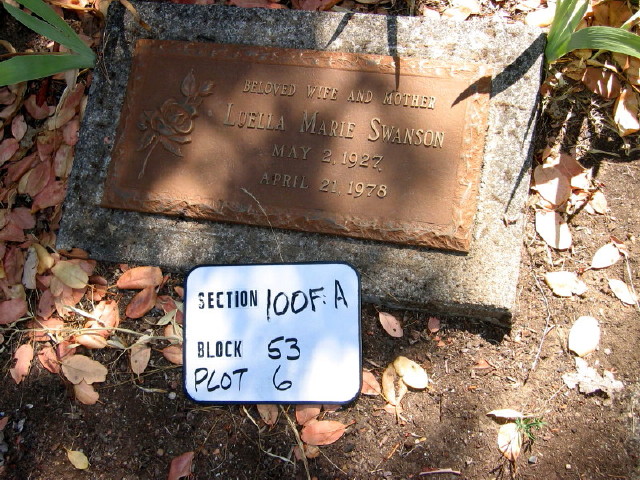 BELOVED WIFE AND MOTHER
LUELLA MARIE SWANSON
MAY 2, 1927
APRIL 21, 1978
SECTION 100F.A
BLOCK 53
PLOT 6